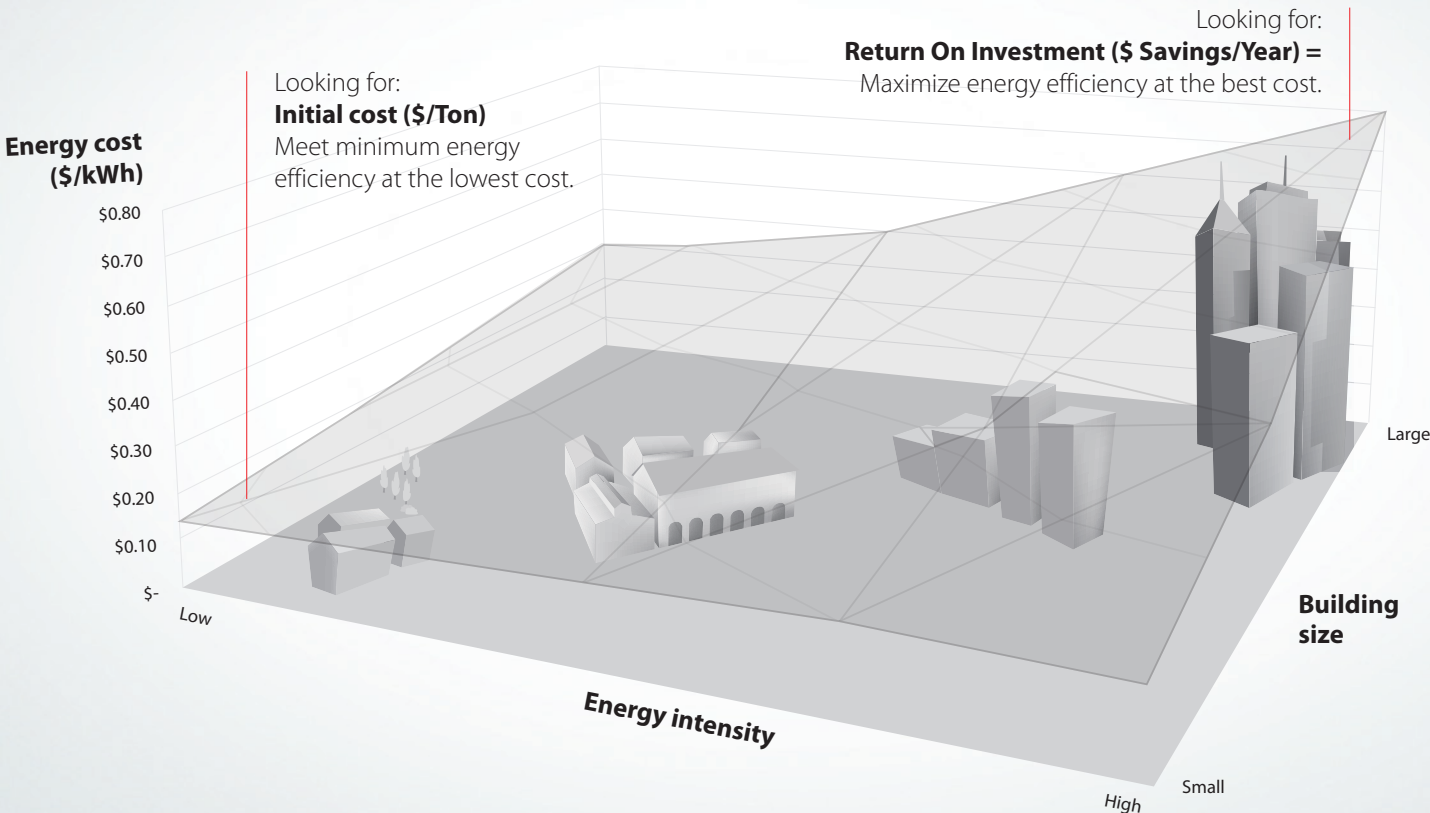 Looking for:
Return On Investment ($ Savings/Year) =
Maximize energy efficiency at the best cost.
Looking for:
Initial cost ($/Ton)
Meet minimum energy
efficiency at the lowest cost.
Energy cost
($/kWh)
$0.80
$0.70
$0.60
$0.50
$0.40
$0.30
$0.20
$0.10
$-
Low
Energy intensity
High
Small
Building
size
Large